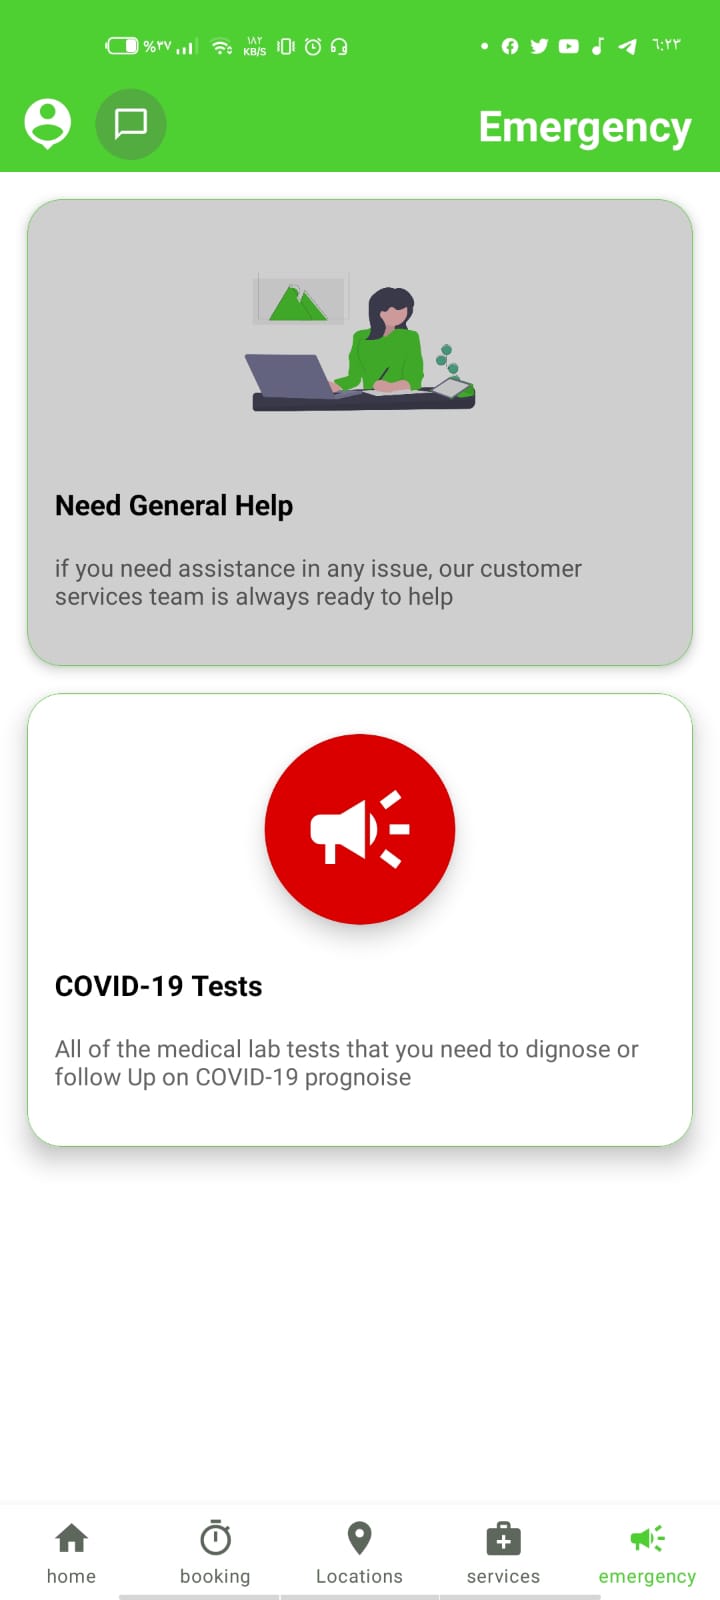 %٣٧
١٨٢
KB/S
٦:٢٣
Emergency
Need General Help
if you need assistance in any issue, our customer
services team is always ready to help
COVID-19 Tests
All of the medical lab tests that you need to dignose or
follow Up on COVID-19 prognoise
home
booking
Locations
services
emergency